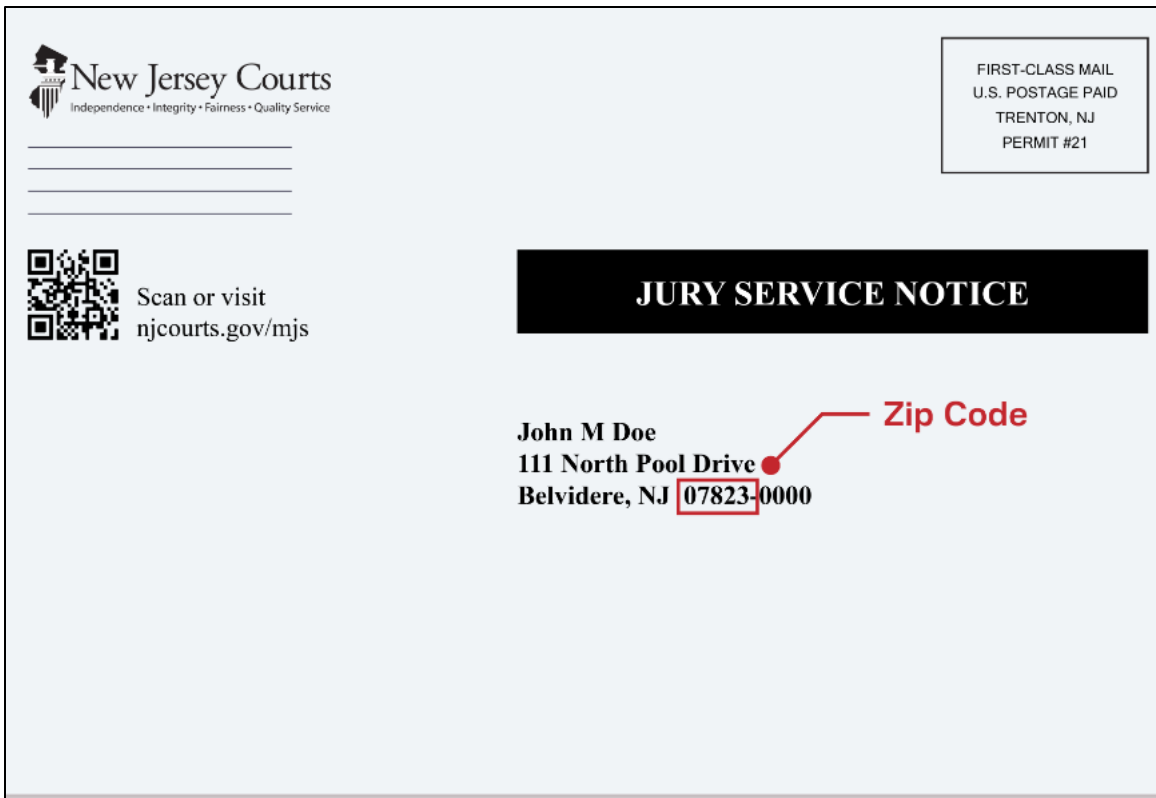 New Jersey Courts
Independence • Integrity • Fairness • Quality Service
FIRST-CLASS MAIL
U.S. POSTAGE PAID
TRENTON, NJ
PERMIT #21
Scan or visit
njcourts.gov/mjs
JURY SERVICE NOTICE
Zip Code
John M Doe
111 North Pool Drive
Belvidere, NJ 07823-0000